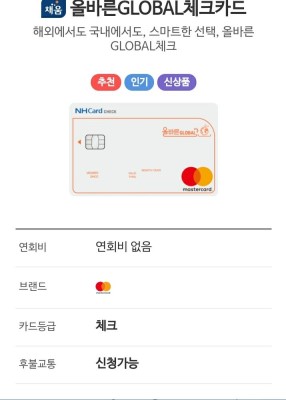 채움 올바른GLOBAL체크카드
해외에서도 국내에서도, 스마트한 선택, 올바른
GLOBAL체크
추천 인기 신상품
NHCard CHECK
올바른GLOBAL
mastercard
연회비 연회비 없음
브랜드
카드등급 체크
후불교통 신청가능